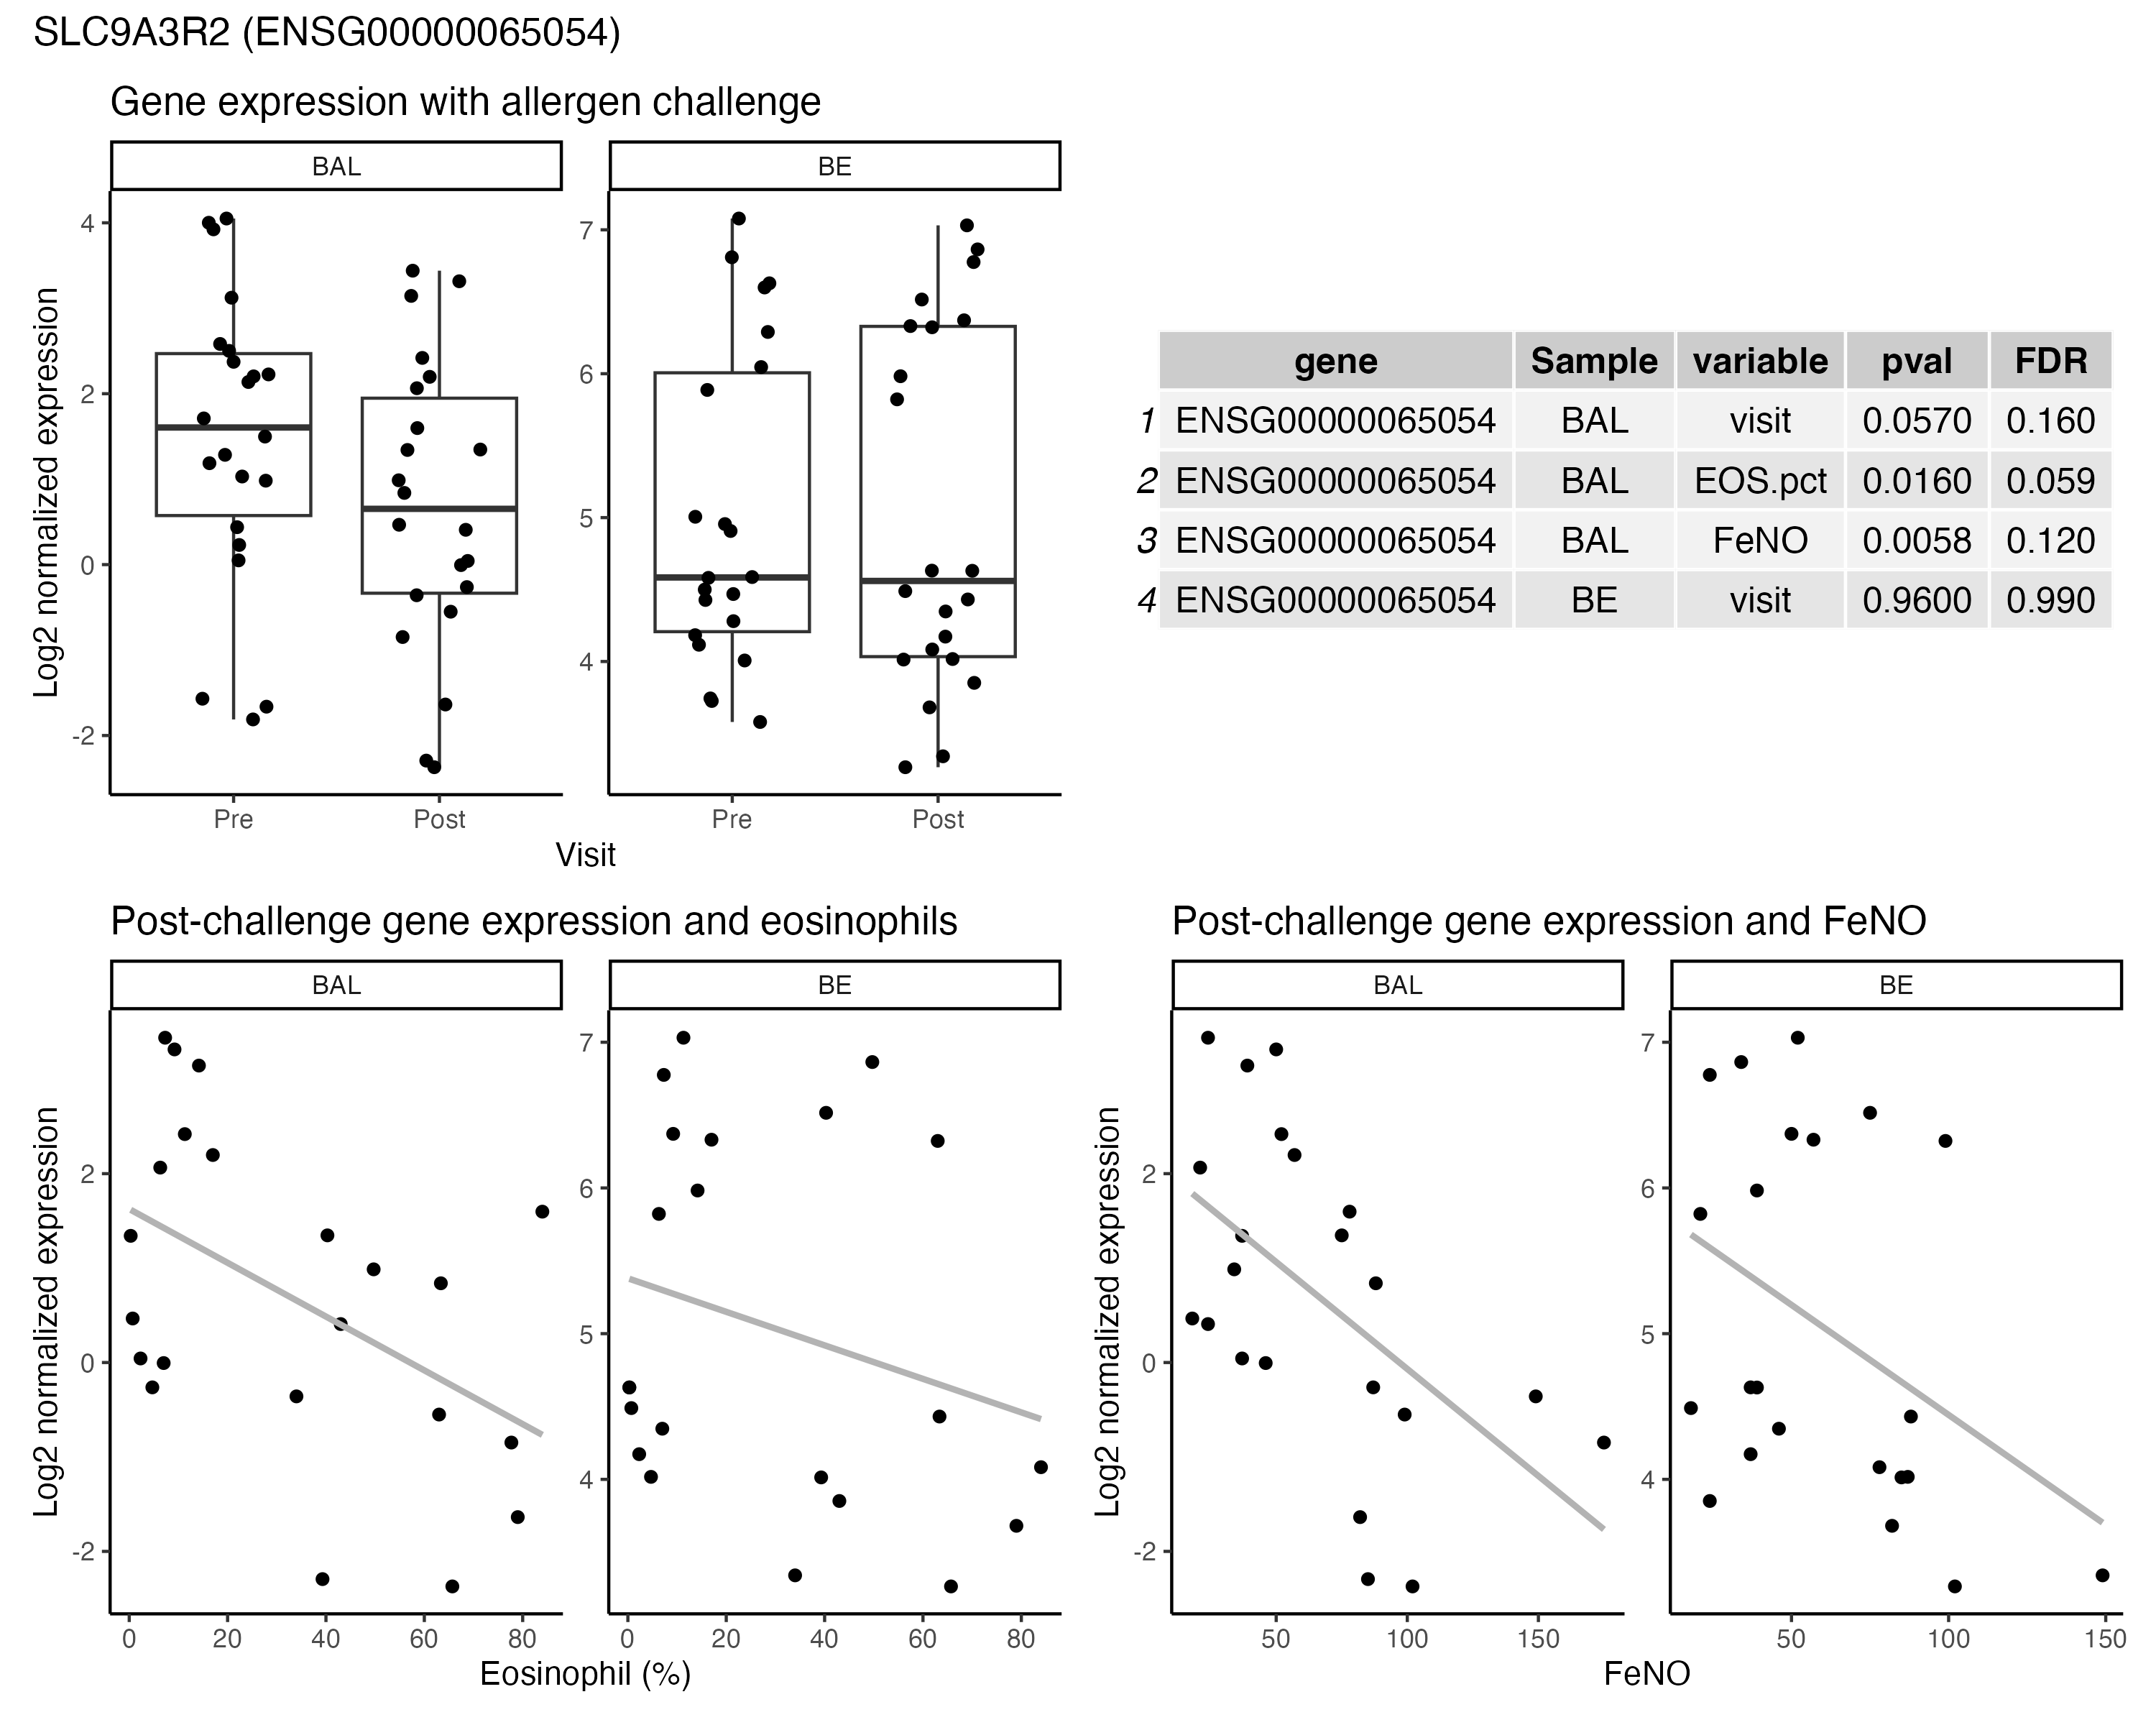 SLC9A3R2 (ENSG00000065054)
Gene expression with allergen challenge
BAL
BE
Log2 normalized expression
4
2
0
-2
7
6
5
4
Pre
Post
Pre
Post
Visit
gene Sample variable pval FDR
1 ENSG00000065054 BAL visit 0.0570 0.160
2 ENSG00000065054 BAL EOS.pct 0.0160 0.059
3 ENSG00000065054 BAL FeNO 0.0058 0.120
4 ENSG00000065054 BE visit 0.9600 0.990
Post-challenge gene expression and eosinophils
BAL
BE
Log2 normalized expression
2
0
-2
7
6
5
4
0 20 40 60 80
0 20 40 60 80
Eosinophil (%)
Post-challenge gene expression and FeNO
BAL
BE
Log2 normalized expression
2
0
-2
7
6
5
4
50 100 150
50 100 150
FeNO